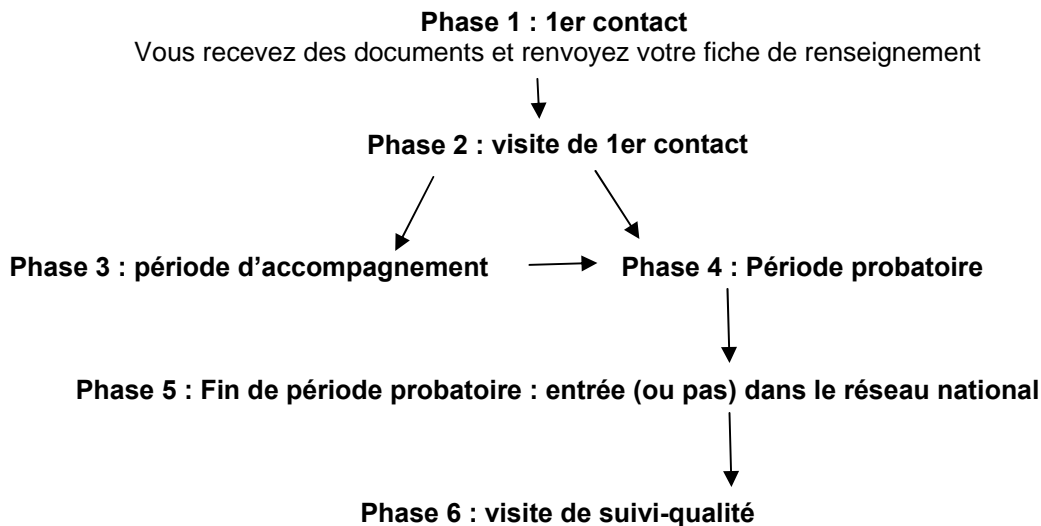 Phase 1 : 1er contact
Vous recevez des documents et renvoyez votre fiche de renseignement
Phase 2 : visite de 1er contact
Phase 3 : période d'accompagnement
Phase 4 : Période probatoire
Phase 5 : Fin de période probatoire : entrée (ou pas) dans le réseau national
Phase 6 : visite de suivi-qualité